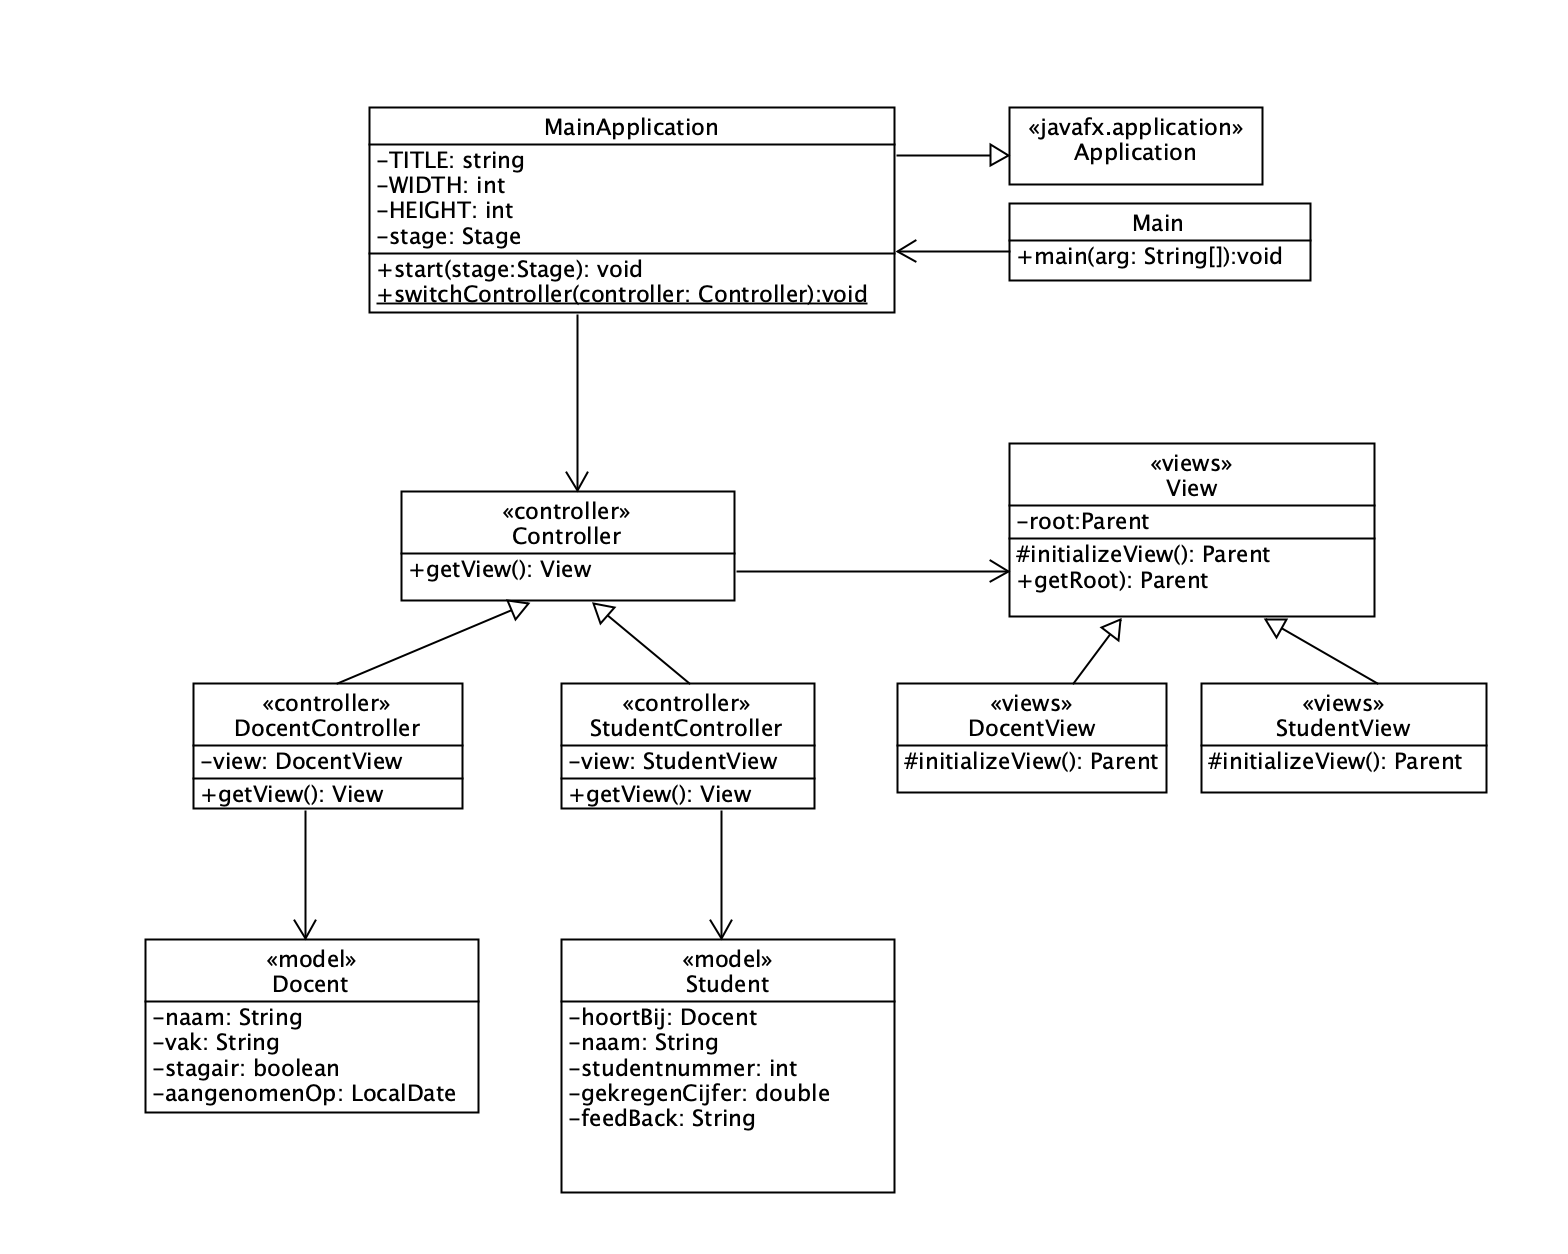 MainApplication
-TITLE: string
-WIDTH: int
-HEIGHT: int
-stage: Stage
+start(stage:Stage): void
+switchController(controller: Controller):void
«javafx.application»
Application
Main
+main(arg: String[]):void
«controller»
Controller
+getView(): View
«views»
View
-root:Parent
#initializeView(): Parent
+getRoot): Parent
«controller»
DocentController
-view: DocentView
+getView(): View
«controller»
StudentController
-view: StudentView
+getView(): View
«views»
DocentView
#initializeView(): Parent
«views»
StudentView
#initializeView(): Parent
«model»
Docent
-naam: String
-vak: String
-stagair: boolean
-aangenomenOp: LocalDate
«model»
Student
-hoortBij: Docent
-naam: String
-studentnummer: int
-gekregenCijfer: double
-feedBack: String